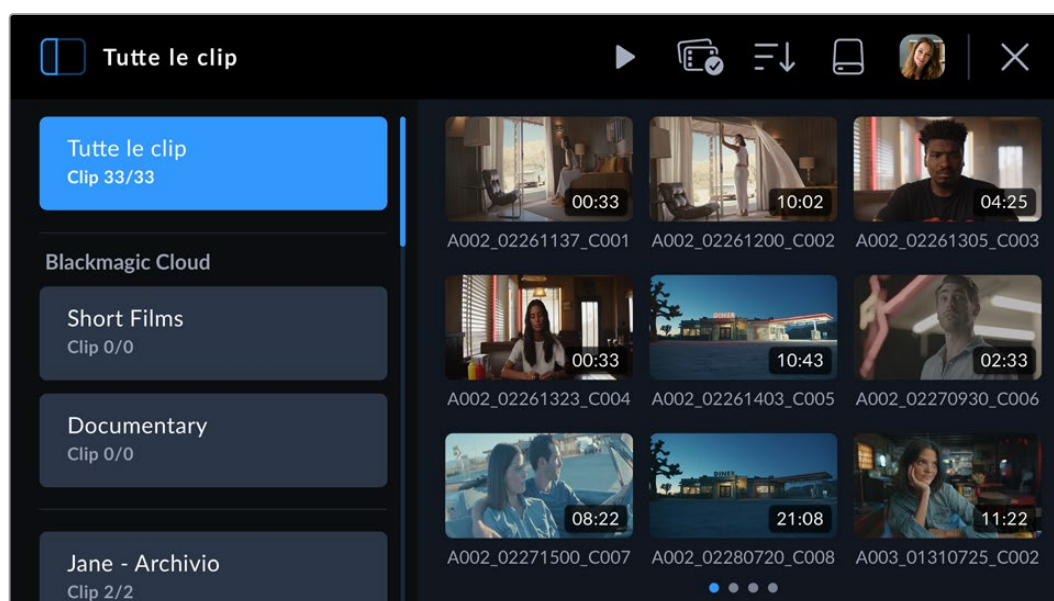 Tutte le clip
Tutte le clip
Clip 33/33
Blackmagic Cloud
Short Films
Clip 0/0
Documentary
Clip 0/0
Jane - Archivio
Clip 2/2
00:33
10:02
04:25
A002_02261137_C001
A002_02261200_C002
A002_02261305_C003
DINER
00:33
10:43
02:33
A002_02261323_C004
A002_02261403_C005
A002_02270930_C006
DINER
08:22
21:08
11:22
A002_02271500_C007
A002_02280720_C008
A003_01310725_C002